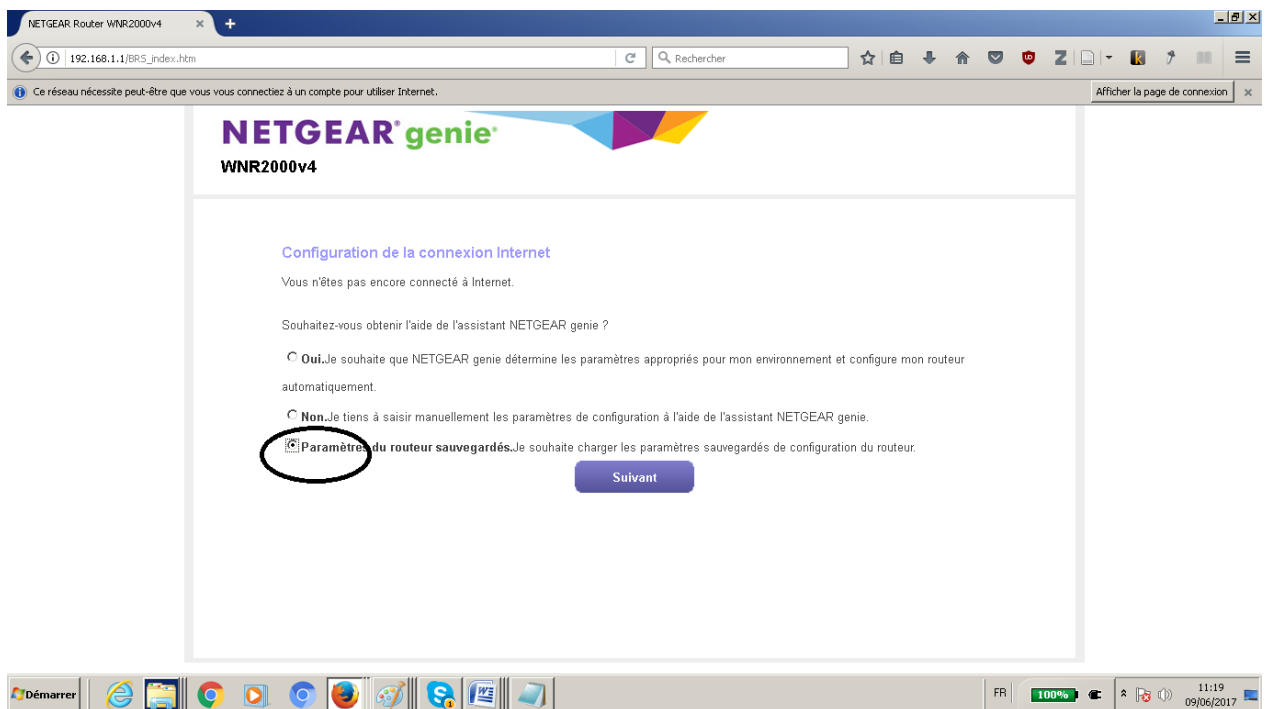 NETGEAR Router WNR2000v4
192.168.1.1/BRS_index.htm
Rechercher
Ce réseau nécessite peut-être que vous vous connectiez à un compte pour utiliser Internet.
Afficher la page de connexion
NETGEAR® genie®
WNR2000v4
Configuration de la connexion Internet
Vous n'êtes pas encore connecté à Internet.
Souhaitez-vous obtenir l'aide de l'assistant NETGEAR genie ?
Oui.Je souhaite que NETGEAR genie détermine les paramètres appropriés pour mon environnement et configure mon routeur
automatiquement.
Non.Je tiens à saisir manuellement les paramètres de configuration à l'aide de l'assistant NETGEAR genie.
Paramètres du routeur sauvegardés.Je souhaite charger les paramètres sauvegardés de configuration du routeur.
Suivant
Démarrer
FR
100%
11:19
09/06/2017